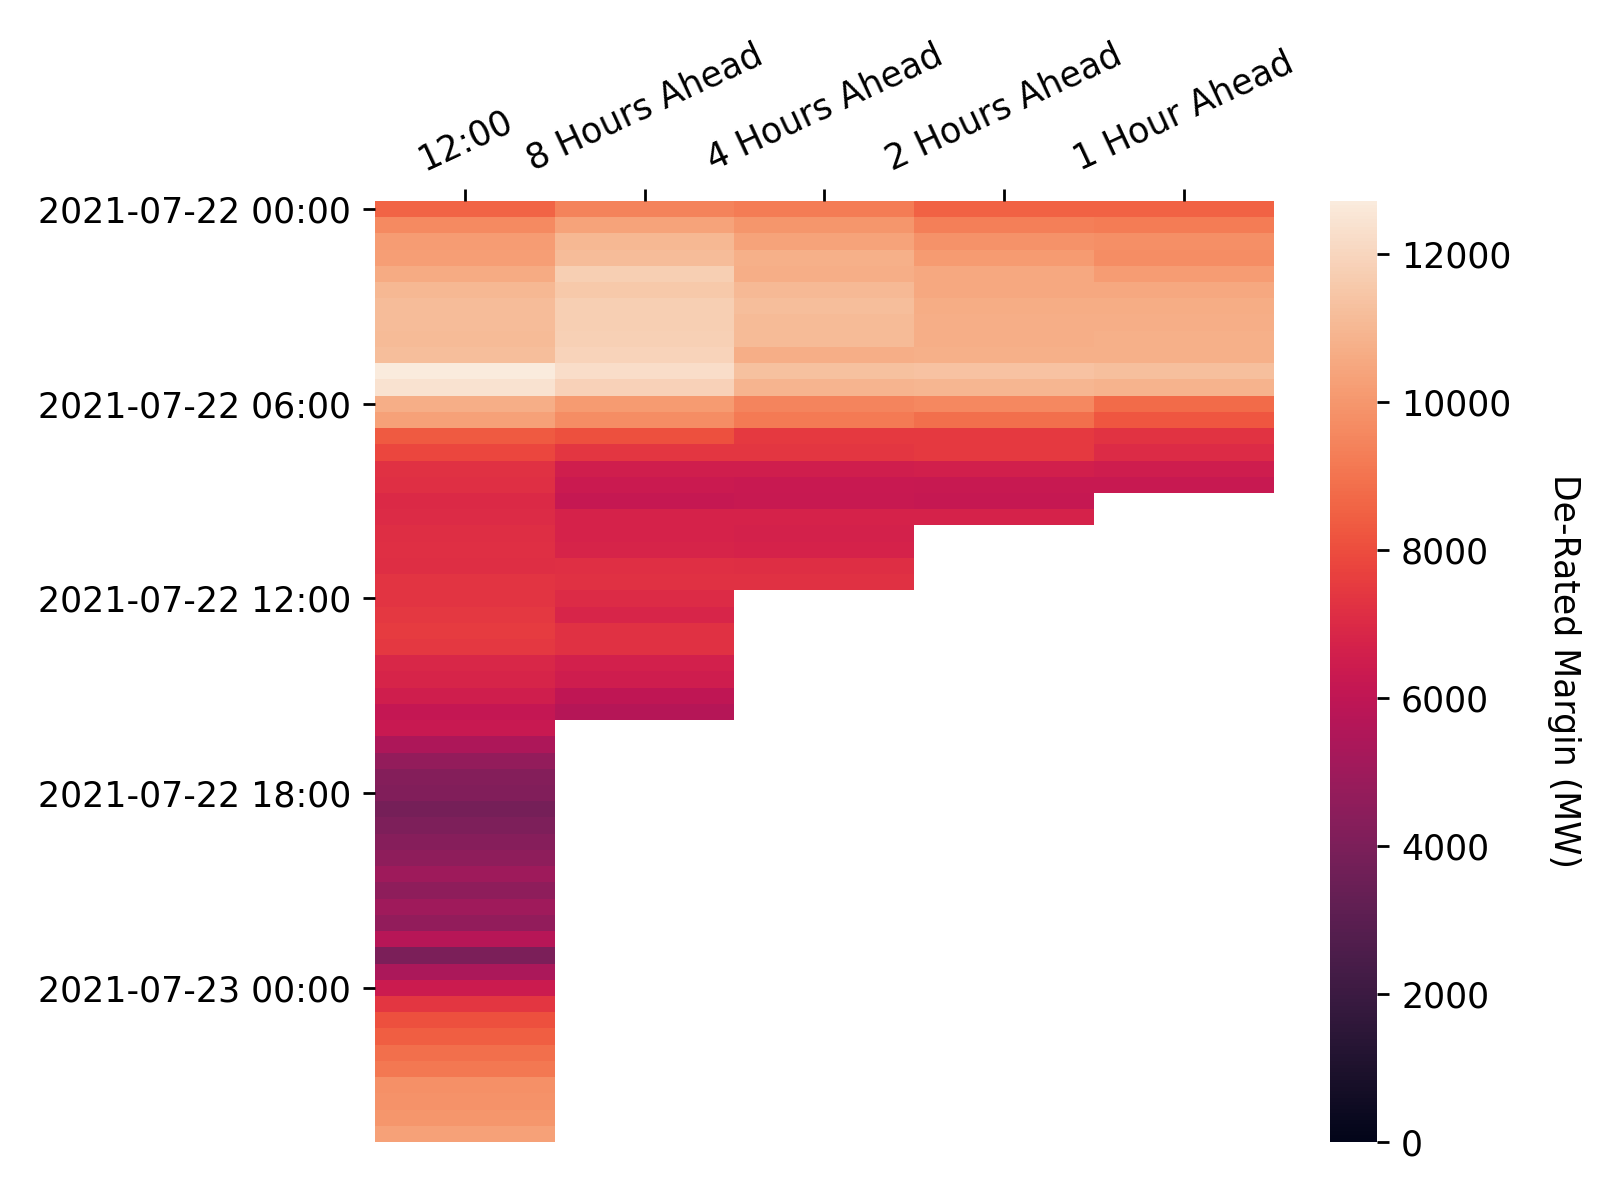 12:00
8 Hours Ahead
4 Hours Ahead
2 Hours Ahead
1 Hour Ahead
2021-07-22 00:00
2021-07-22 06:00
2021-07-22 12:00
2021-07-22 18:00
2021-07-23 00:00
12000
10000
8000
6000
4000
2000
0
De-Rated Margin (MW)